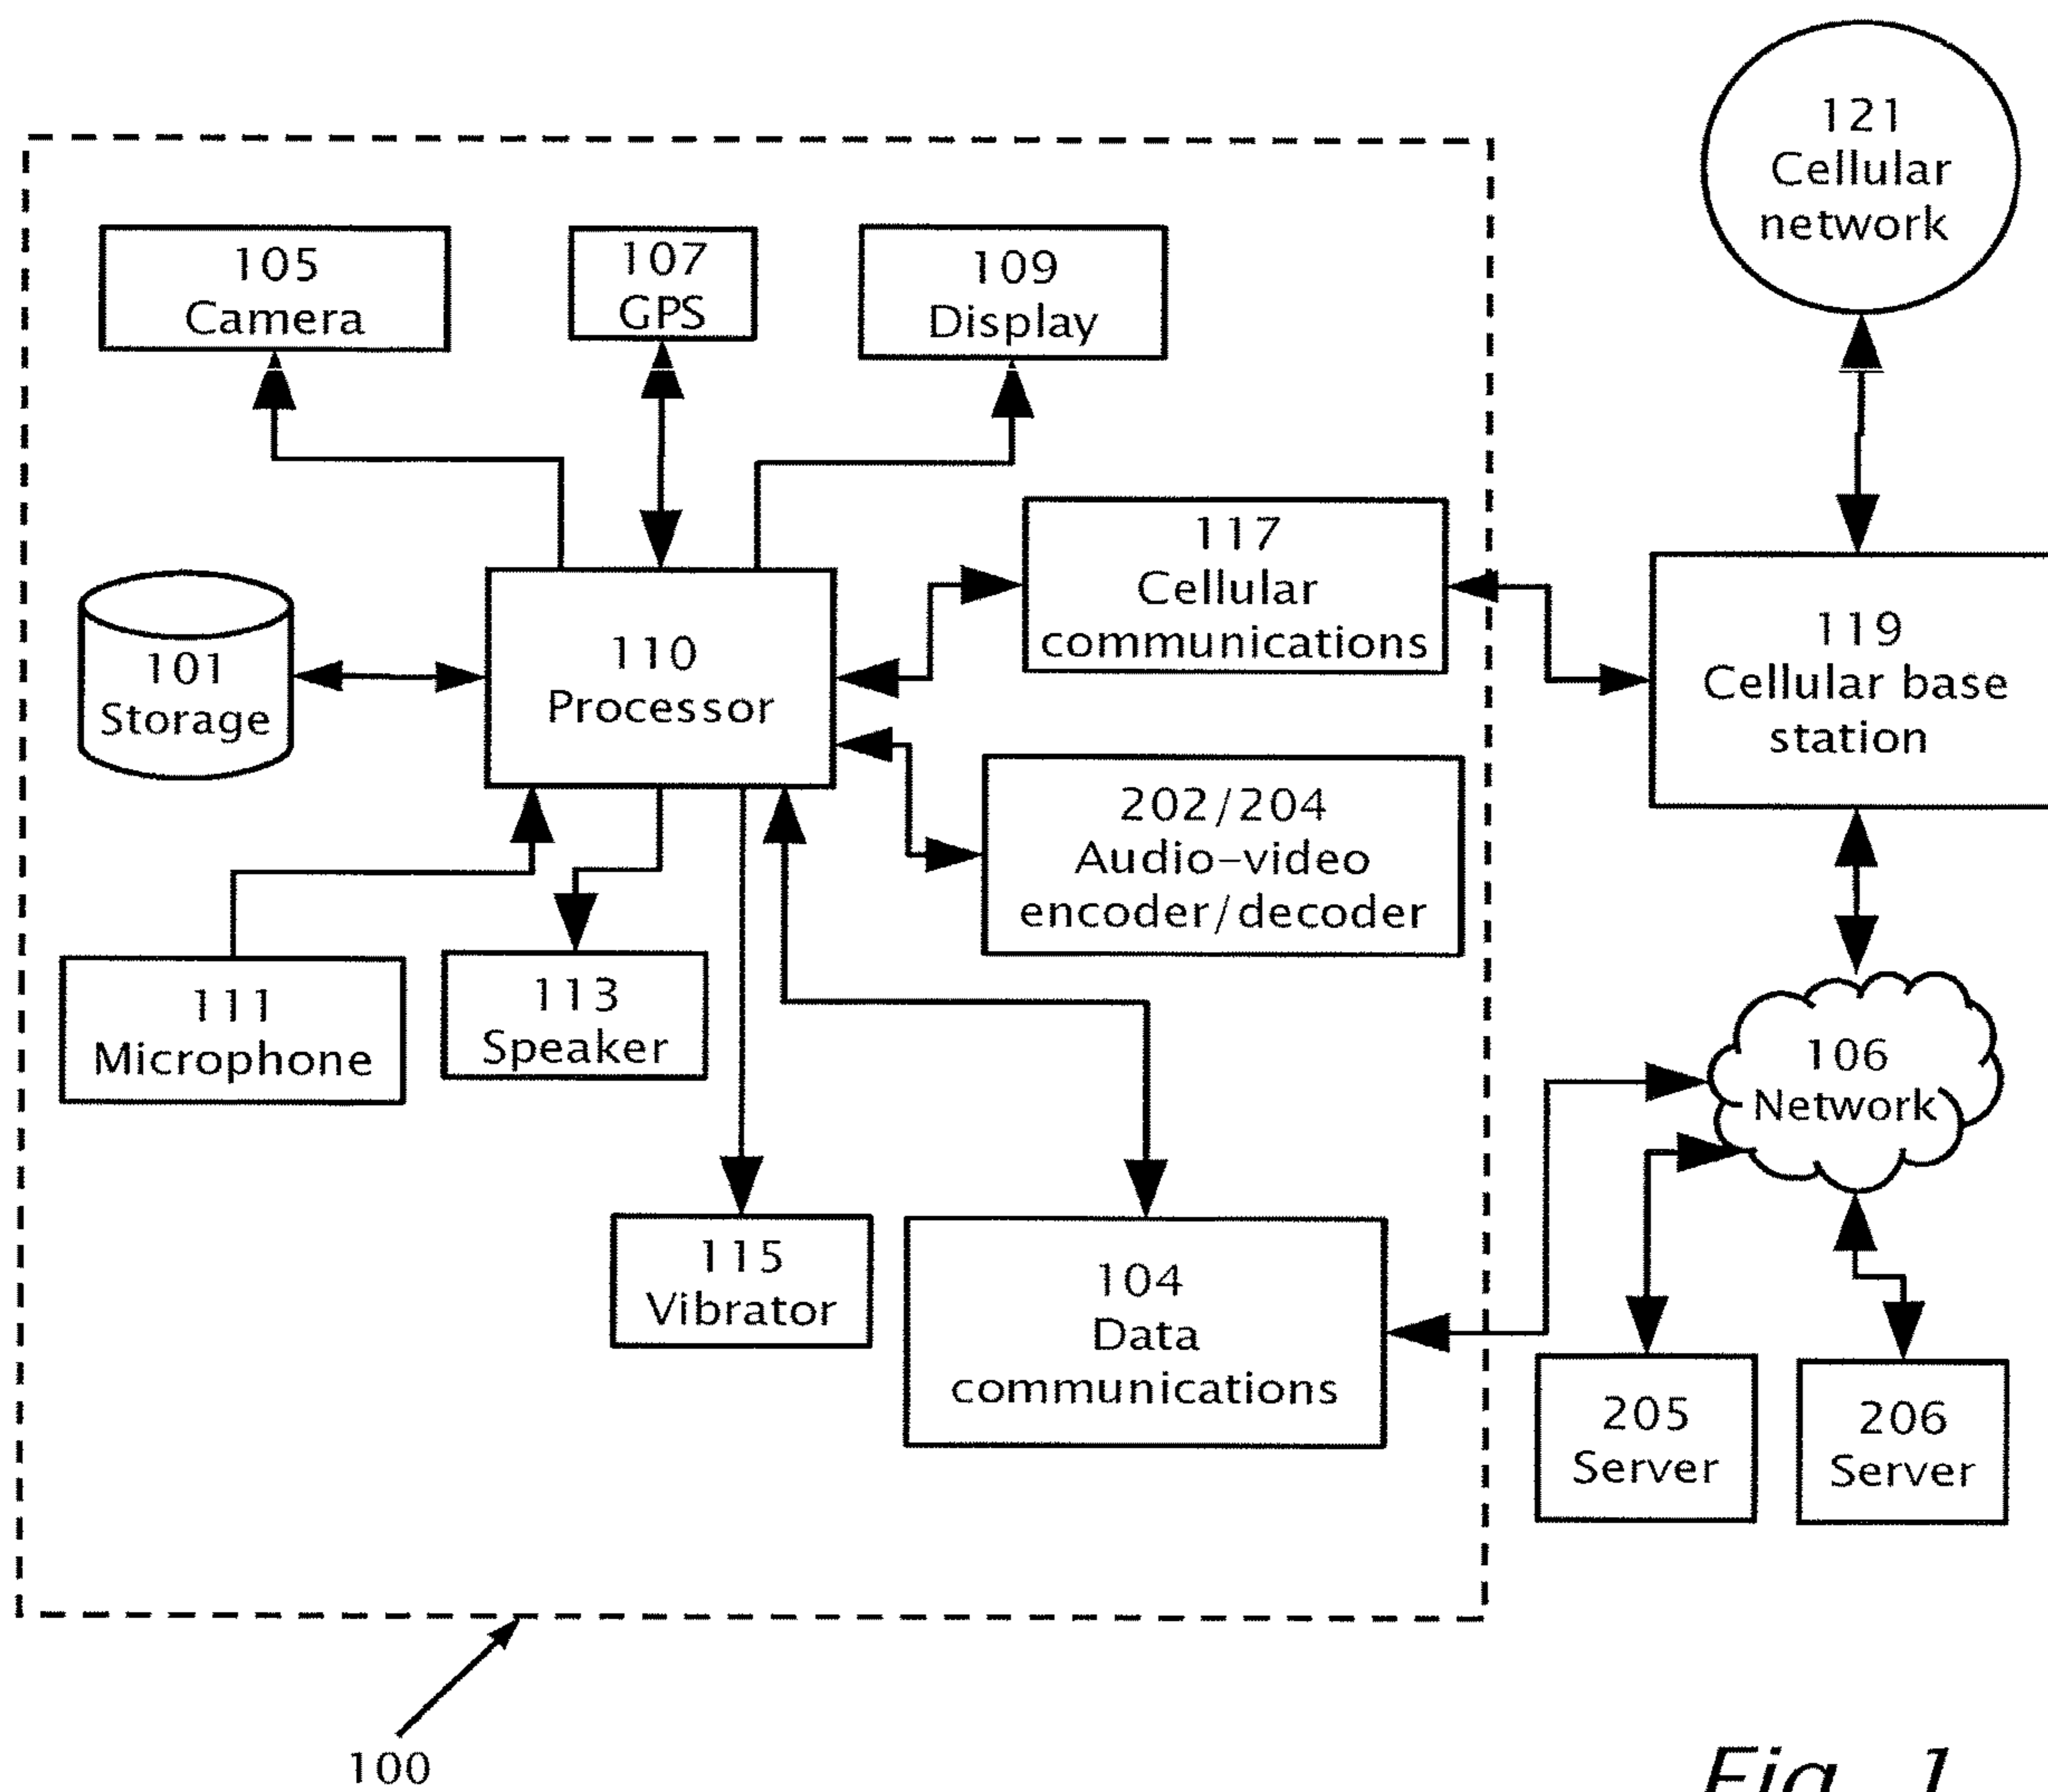 121
Cellular
network
105
Camera
107
GPS
109
Display
117
Cellular
communications
101
Storage
110
Processor
119
Cellular base
station
202/204
Audio-video
encoder/decoder
111
Microphone
113
Speaker
106
Network
115
Vibrator
104
Data
communications
205
Server
206
Server
100
Fig. 1